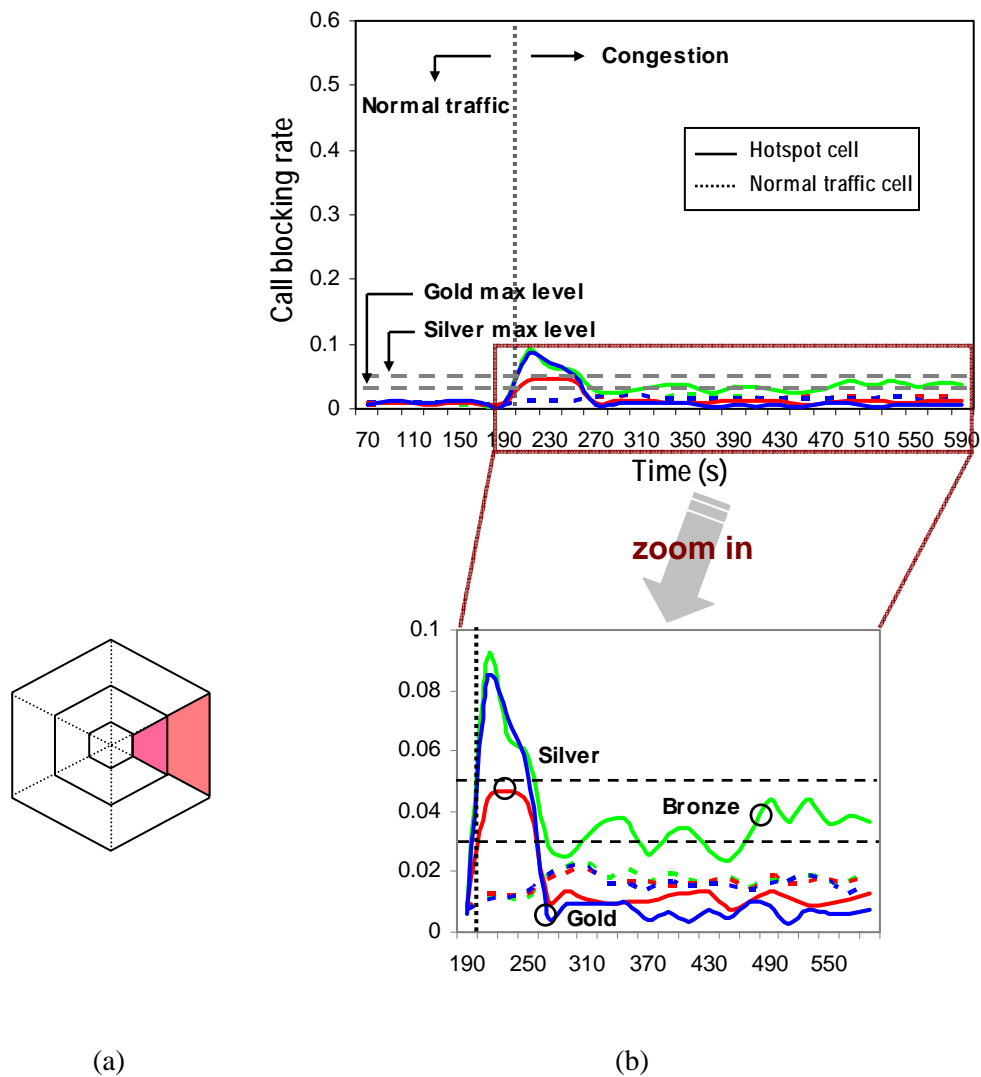 0.6
Congestion
0.5
Normal traffic
Hotspot cell
0.4
Normal traffic cell
0.3
Call blocking rate
0.2
Gold max level
Silver max level
0.1
0
70 110 150 190 230 270 310 350 390 430 470 510 550 590
Time (s)
zoom in
0.1
0.08
0.06
Silver
Bronze
0.04
0.02
Gold
0
190 250 310 370 430 490 550
(a) (b)